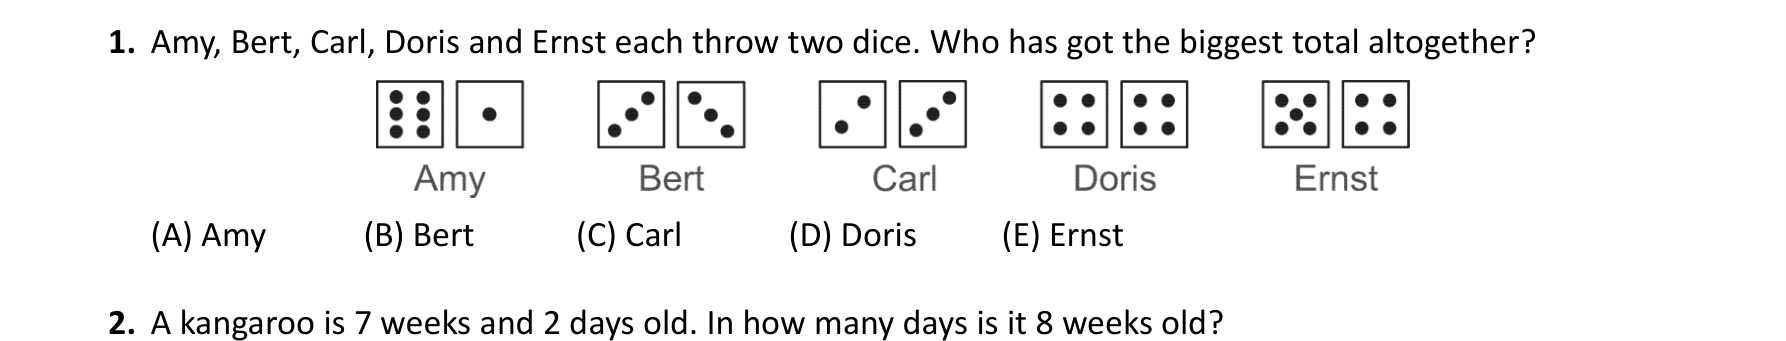 1. Amy, Bert, Carl, Doris and Ernst each throw two dice. Who has got the biggest total altogether?
Amy Bert Carl Doris Ernst
(A) Amy (B) Bert (C) Carl (D) Doris (E) Ernst
2. A kangaroo is 7 weeks and 2 days old. In how many days is it 8 weeks old?